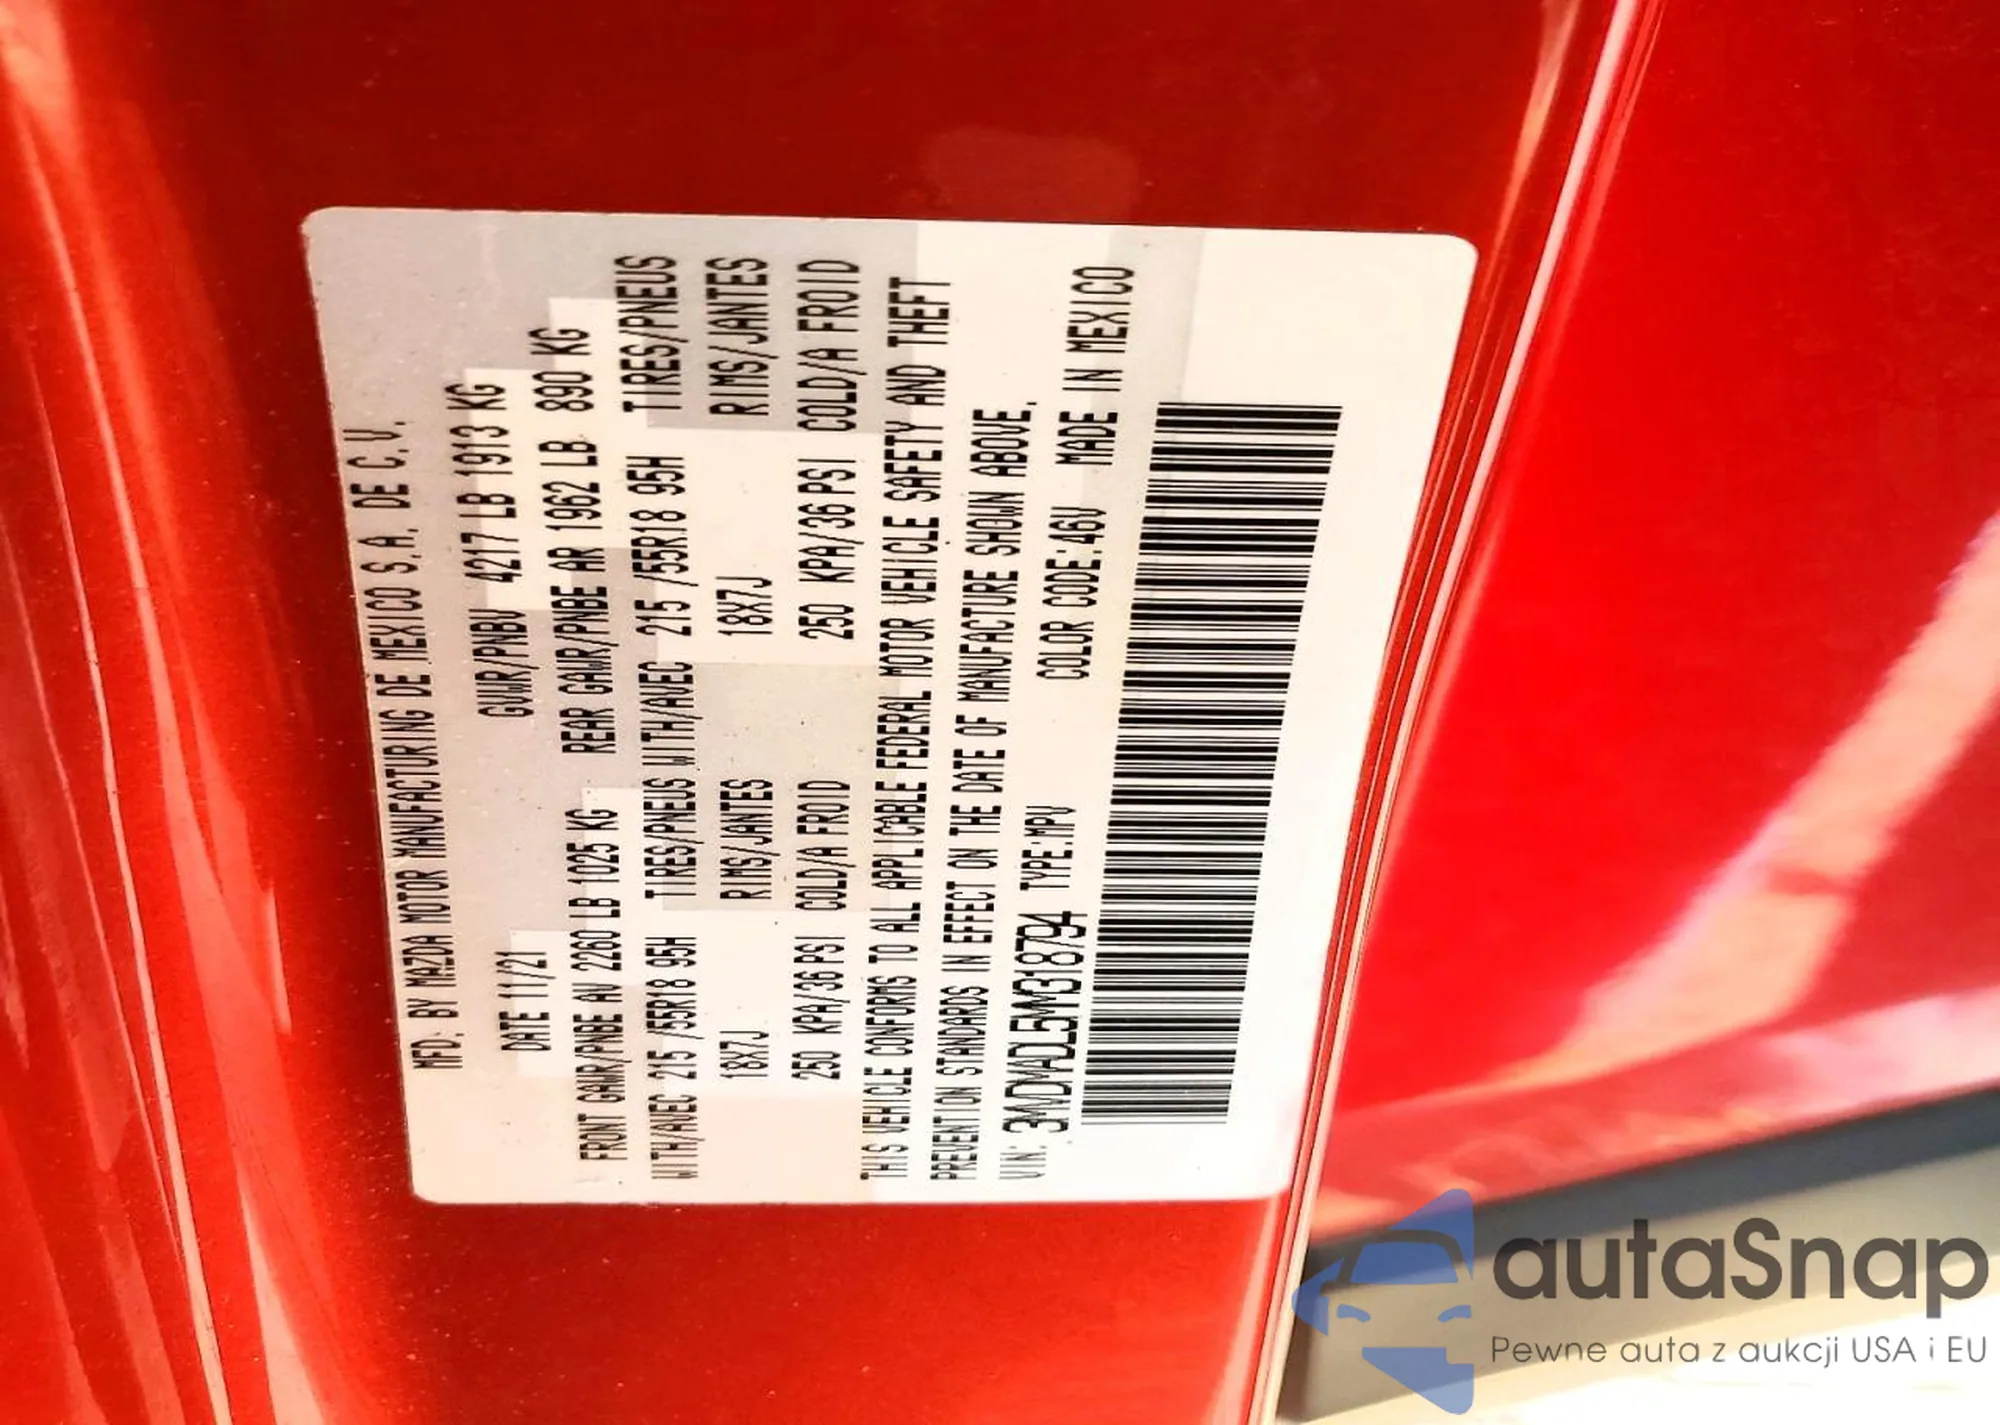 MFD. BY MAZDA MOTOR MANUFACTURING DE MEXICO S.A. DE C.V.
DATE 11/21 GVWR/PNBV 4217 LB 1913 KG
FRONT GAWR/PNBE AV 2260 LB 1025 KG REAR GAWR/PNBE AR 1962 LB 890 KG
WITH/AVEC 215 /55R18 95H TIRES/PNEUS WITH/AVEC 215 /55R18 95H TIRES/PNEUS
18X7J RIMS/JANTES 18X7J RIMS/JANTES
250 KPA/36 PSI COLD/A FROID 250 KPA/36 PSI COLD/A FROID
THIS VEHICLE CONFORMS TO ALL APPLICABLE FEDERAL MOTOR VEHICLE SAFETY AND THEFT
PREVENTION STANDARDS IN EFFECT ON THE DATE OF MANUFACTURE SHOWN ABOVE.
VIN: 3MVDMADL5MM318794 TYPE:MPV COLOR CODE:46V MADE IN MEXICO
autaSnap
Pewne auta z aukcji USA i EU